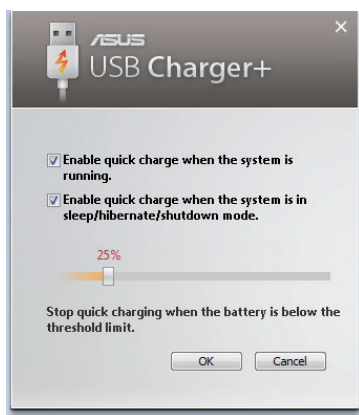 ASUS
USB Charger+
Enable quick charge when the system is
running.
Enable quick charge when the system is in
sleep/hibernate/shutdown mode.
25%
Stop quick charging when the battery is below the
threshold limit.
OK Cancel